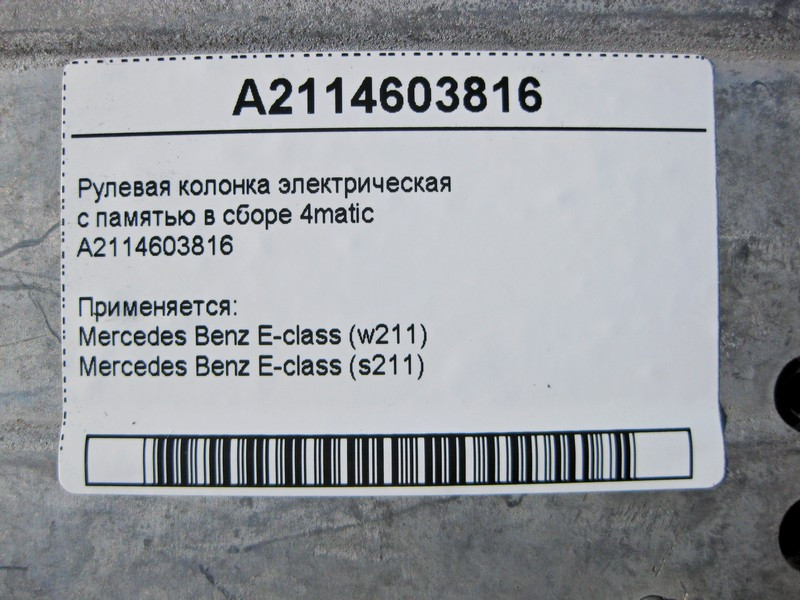 A2114603816
Рулевая колонка электрическая
с памятью в сборе 4matic
A2114603816
Применяется:
Mercedes Benz E-class (w211)
Mercedes Benz E-class (s211)